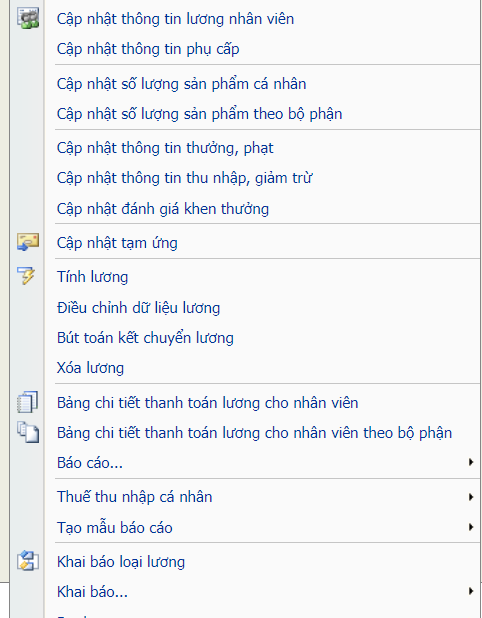 Cập nhật thông tin lương nhân viên
Cập nhật thông tin phụ cấp
Cập nhật số lượng sản phẩm cá nhân
Cập nhật số lượng sản phẩm theo bộ phận
Cập nhật thông tin thưởng, phạt
Cập nhật thông tin thu nhập, giảm trừ
Cập nhật đánh giá khen thưởng
Cập nhật tạm ứng
Tính lương
Điều chỉnh dữ liệu lương
Bút toán kết chuyển lương
Xóa lương
Bảng chi tiết thanh toán lương cho nhân viên
Bảng chi tiết thanh toán lương cho nhân viên theo bộ phận
Báo cáo...
Thuế thu nhập cá nhân
Tạo mẫu báo cáo
Khai báo loại lương
Khai báo...